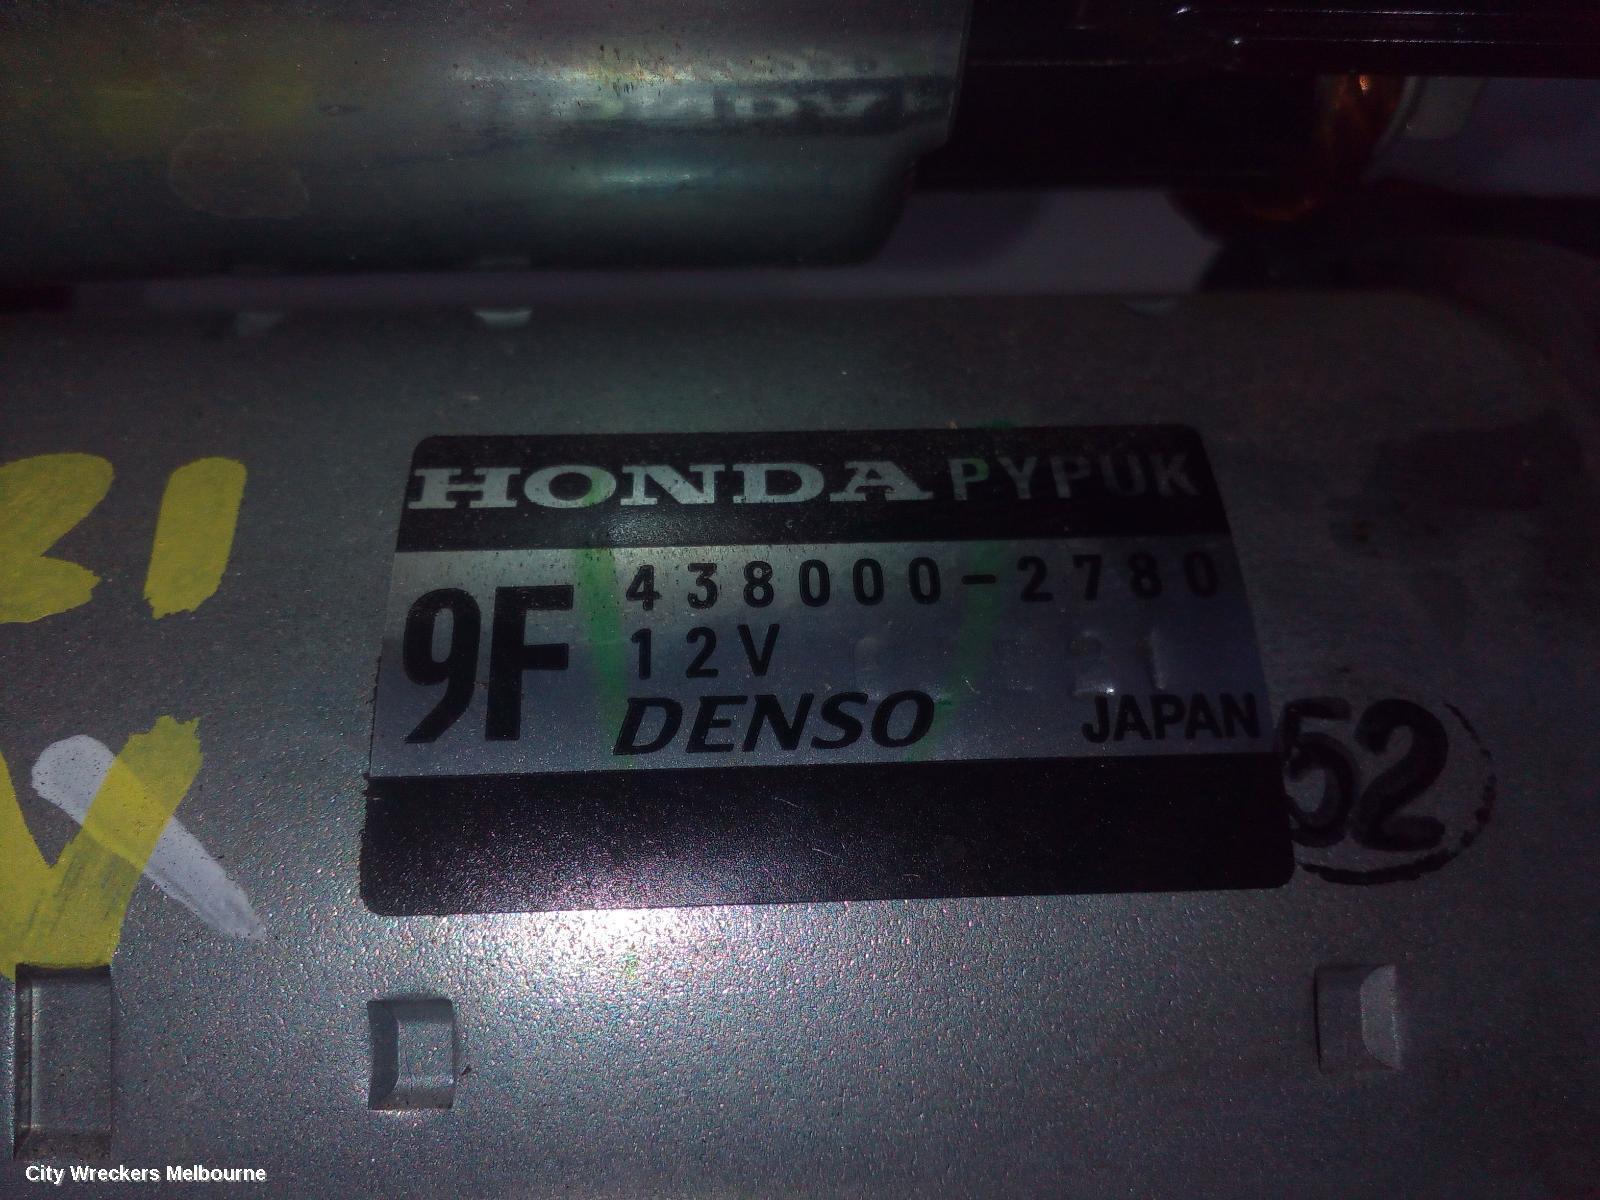 HONDA PYPUK
9F
438000-2780
12V
DENSO JAPAN
52
City Wreckers Melbourne